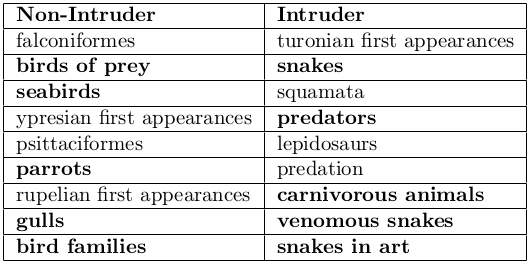 Non-Intruder Intruder
falconiformes turonian first appearances
birds of prey snakes
seabirds squamata
ypresian first appearances predators
psittaciformes lepidosaurs
parrots predation
rupelian first appearances carnivorous animals
gulls venomous snakes
bird families snakes in art